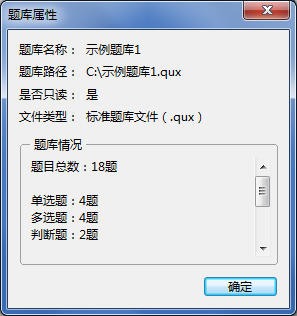 题库属性
题库名称： 示例题库1
题库路径： C:\示例题库1.qux
是否只读： 是
文件类型： 标准题库文件（.qux）
题库情况
题目总数：18题
单选题：4题
多选题：4题
判断题：2题
确定